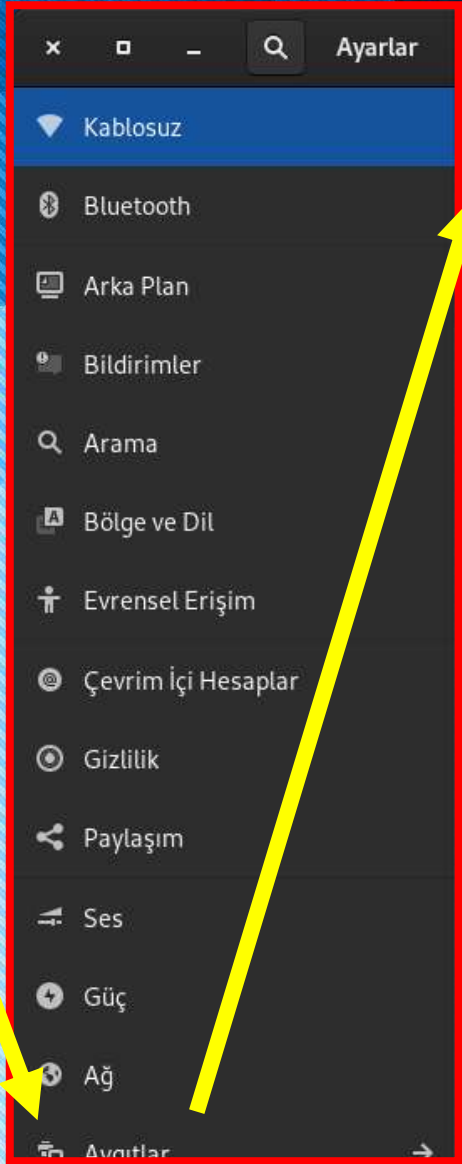 Ayarlar
Kablosuz
Bluetooth
Arka Plan
Bildirimler
Arama
Bölge ve Dil
Evrensel Erişim
Çevrim İçi Hesaplar
Gizlilik
Paylaşım
Ses
Güç
Ağ
Aygıtlar